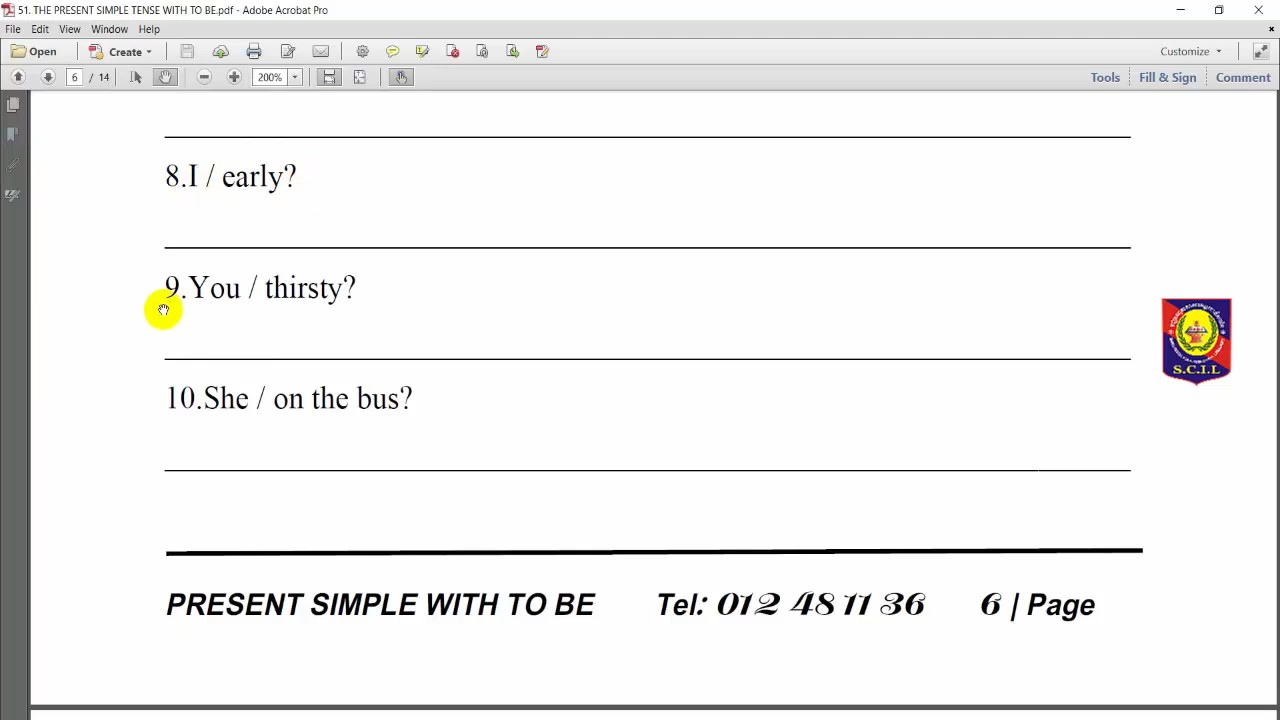 51. THE PRESENT SIMPLE TENSE WITH TO BE.pdf - Adobe Acrobat Pro
File Edit View Window Help
Open Create Customize
6 / 14 200% Tools Fill & Sign Comment
8.I / early?
9.You / thirsty?
S.C.I.L
10.She / on the bus?
PRESENT SIMPLE WITH TO BE Tel: 012 48 11 36 6 | Page